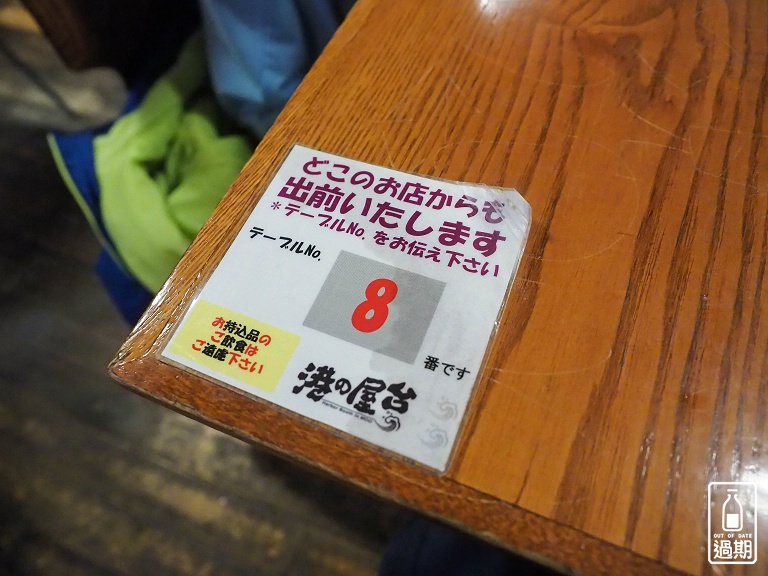 どこのお店からも
出前いたします
＊テーブルNo.をお伝え下さい
テーブルNo.
8
番です
お持込品の
ご飲食は
ご遠慮下さい
港の屋台
OUT OF DATE
過期